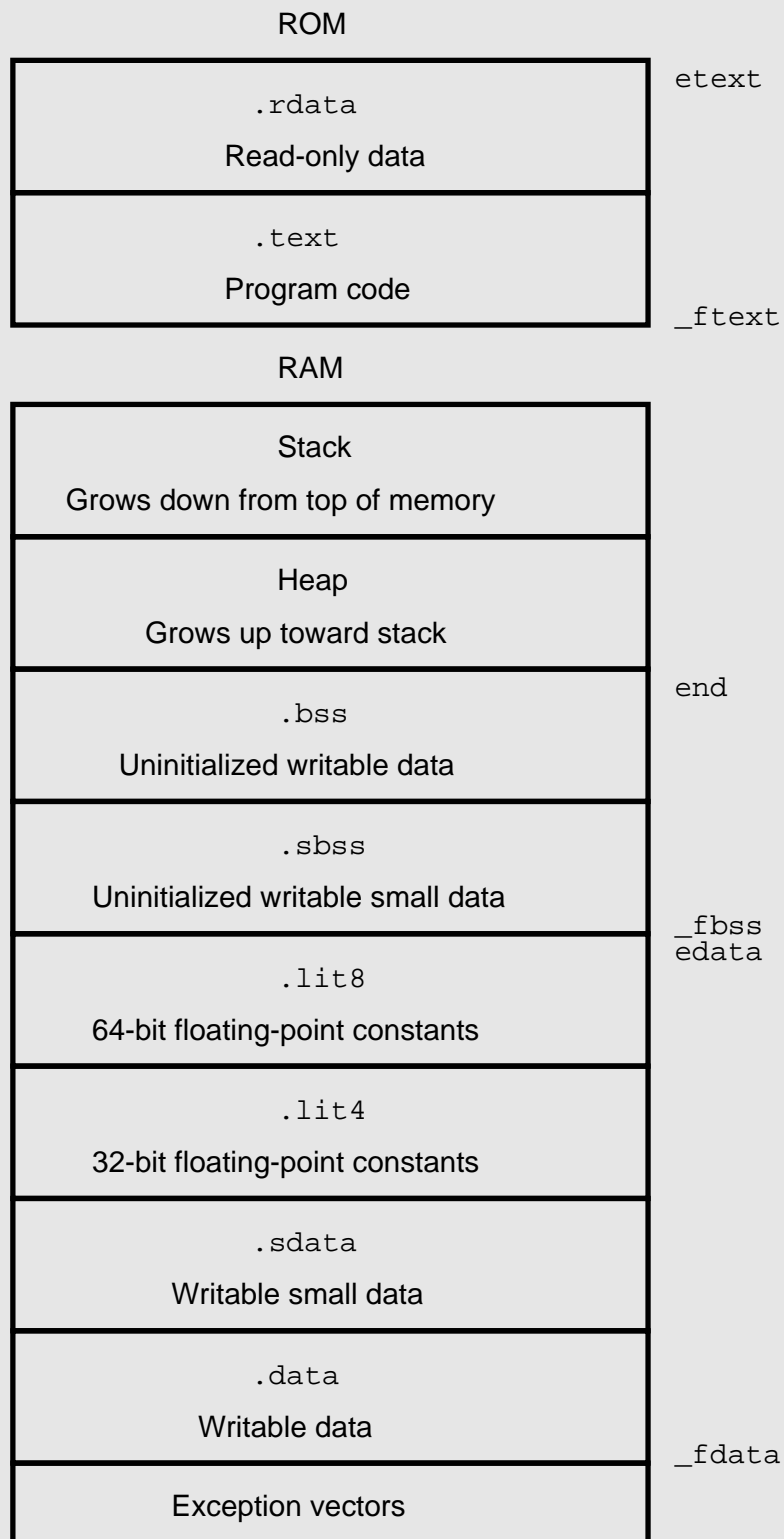 ROM
etext
.rdata
Read-only data
.text
Program code
_ftext
RAM
Stack
Grows down from top of memory
Heap
Grows up toward stack
end
.bss
Uninitialized writable data
.sbss
Uninitialized writable small data
_fbss
edata
.lit8
64-bit floating-point constants
.lit4
32-bit floating-point constants
.sdata
Writable small data
.data
Writable data
_fdata
Exception vectors